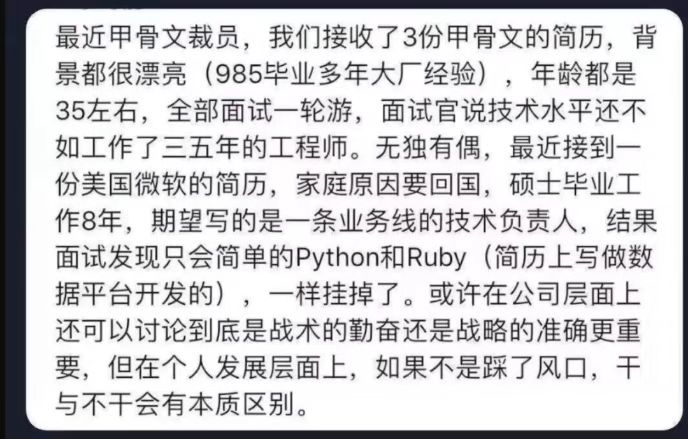 最近甲骨文裁员，我们接收了3份甲骨文的简历，背
景都很漂亮（985毕业多年大厂经验），年龄都是
35左右，全部面试一轮游，面试官说技术水平还不
如工作了三五年的工程师。无独有偶，最近接到一
份美国微软的简历，家庭原因要回国，硕士毕业工
作8年，期望写的是一条业务线的技术负责人，结果
面试发现只会简单的Python和Ruby（简历上写做数
据平台开发的），一样挂掉了。或许在公司层面上
还可以讨论到底是战术的勤奋还是战略的准确更重
要，但在个人发展层面上，如果不是踩了风口，干
与不干会有本质区别。